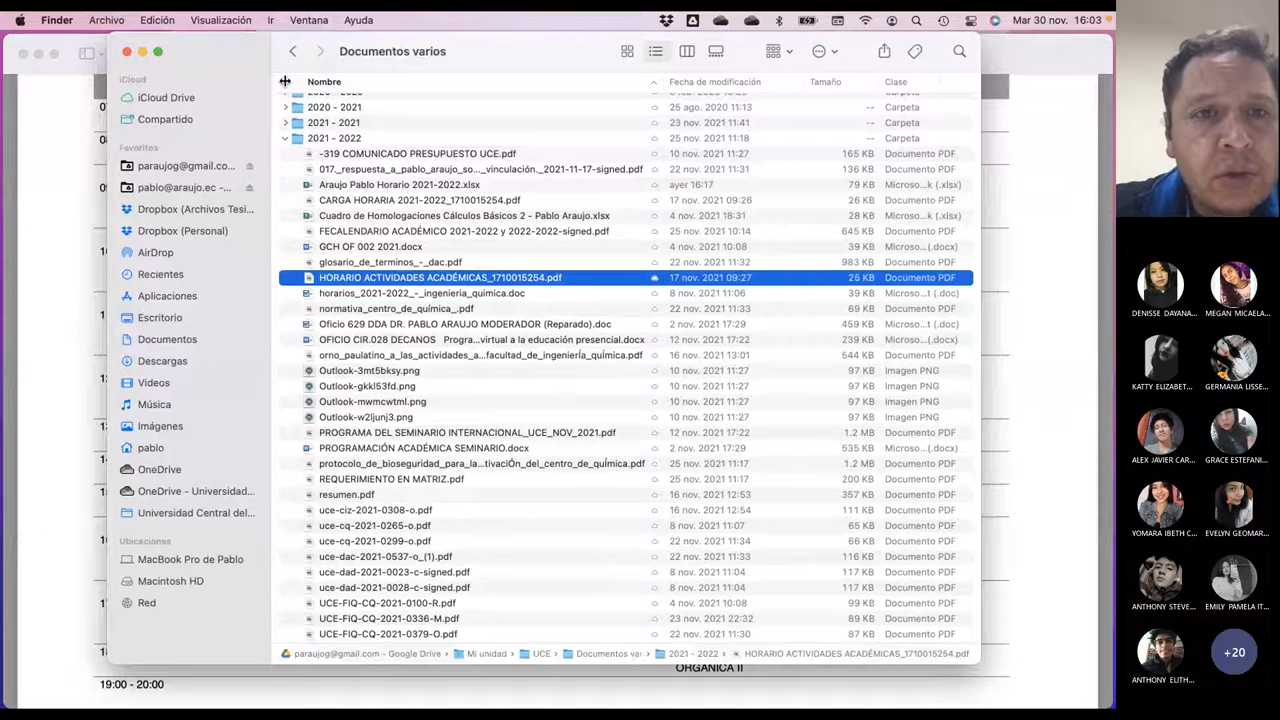 Finder Archivo Edición Visualización Ir Ventana Ayuda Mar 30 nov. 16:03
Documentos varios
iCloud
iCloud Drive
Compartido
Favoritos
paraujog@gmail.co...
pablo@araujo.ec -...
Dropbox (Archivos Tesi...
Dropbox (Personal)
AirDrop
Recientes
Aplicaciones
Escritorio
Documentos
Descargas
Videos
Música
Imágenes
pablo
OneDrive
OneDrive - Universidad...
Universidad Central del...
Ubicaciones
MacBook Pro de Pablo
Macintosh HD
Red
Nombre Fecha de modificación Tamaño Clase
2020 - 2021 25 ago. 2020 11:13 -- Carpeta
2021 - 2021 23 nov. 2021 11:41 -- Carpeta
2021 - 2022 25 nov. 2021 11:18 -- Carpeta
-319 COMUNICADO PRESUPUESTO UCE.pdf 10 nov. 2021 11:27 165 KB Documento PDF
017._respuesta_a_pablo_araujo_so..._vinculación._2021-11-17-signed.pdf 22 nov. 2021 11:31 136 KB Documento PDF
Araujo Pablo Horario 2021-2022.xlsx ayer 16:17 79 KB Microso...k (.xlsx)
CARGA HORARIA 2021-2022_1710015254.pdf 17 nov. 2021 09:26 26 KB Documento PDF
Cuadro de Homologaciones Cálculos Básicos 2 - Pablo Araujo.xlsx 4 nov. 2021 18:31 28 KB Microso...k (.xlsx)
FECALENDARIO ACADÉMICO 2021-2022 y 2022-2022-signed.pdf 25 nov. 2021 10:14 645 KB Documento PDF
GCH OF 002 2021.docx 4 nov. 2021 10:08 39 KB Microso...(.docx)
glosario_de_terminos_-_dac.pdf 22 nov. 2021 11:32 983 KB Documento PDF
HORARIO ACTIVIDADES ACADÉMICAS_1710015254.pdf 17 nov. 2021 09:27 25 KB Documento PDF
horarios_2021-2022_-_ingenieria_quimica.doc 8 nov. 2021 11:06 39 KB Microso...t (.doc)
normativa_centro_de_química_.pdf 22 nov. 2021 11:33 69 KB Documento PDF
Oficio 629 DDA DR. PABLO ARAUJO MODERADOR (Reparado).doc 2 nov. 2021 17:29 459 KB Microso...t (.doc)
OFICIO CIR.028 DECANOS Progra...virtual a la educación presencial.docx 12 nov. 2021 17:22 239 KB Microso...(.docx)
orno_paulatino_a_las_actividades_a...facultad_de_ingeniería_química.pdf 16 nov. 2021 13:01 544 KB Documento PDF
Outlook-3mt5bksy.png 10 nov. 2021 11:27 97 KB Imagen PNG
Outlook-gkkl53fd.png 10 nov. 2021 11:27 97 KB Imagen PNG
Outlook-mwmcwtml.png 10 nov. 2021 11:27 97 KB Imagen PNG
Outlook-w2ljunj3.png 10 nov. 2021 11:27 97 KB Imagen PNG
PROGRAMA DEL SEMINARIO INTERNACIONAL_UCE_NOV_2021.pdf 12 nov. 2021 17:22 1.2 MB Documento PDF
PROGRAMACIÓN ACADÉMICA SEMINARIO.docx 2 nov. 2021 17:29 535 KB Microso...(.docx)
protocolo_de_bioseguridad_para_la...tivaciÓn_del_centro_de_quÍmica.pdf 25 nov. 2021 11:17 1.2 MB Documento PDF
REQUERIMIENTO EN MATRIZ.pdf 25 nov. 2021 11:17 200 KB Documento PDF
resumen.pdf 16 nov. 2021 12:53 357 KB Documento PDF
uce-ciz-2021-0308-o.pdf 16 nov. 2021 12:54 111 KB Documento PDF
uce-cq-2021-0265-o.pdf 8 nov. 2021 11:07 65 KB Documento PDF
uce-cq-2021-0299-o.pdf 22 nov. 2021 11:34 66 KB Documento PDF
uce-dac-2021-0537-o_(1).pdf 22 nov. 2021 11:33 116 KB Documento PDF
uce-dad-2021-0023-c-signed.pdf 8 nov. 2021 11:04 117 KB Documento PDF
uce-dad-2021-0028-c-signed.pdf 8 nov. 2021 11:04 117 KB Documento PDF
UCE-FIQ-CQ-2021-0100-R.pdf 4 nov. 2021 10:08 99 KB Documento PDF
UCE-FIQ-CQ-2021-0336-M.pdf 23 nov. 2021 22:32 89 KB Documento PDF
UCE-FIQ-CQ-2021-0379-O.pdf 22 nov. 2021 11:30 87 KB Documento PDF
paraujog@gmail.com - Google Drive Mi unidad UCE Documentos var 2021 - 2022 HORARIO ACTIVIDADES ACADÉMICAS_1710015254.pdf
ORGANICA II
19:00 - 20:00
DENISSE DAYANA... MEGAN MICAELA...
KATTY ELIZABET... GERMANIA LISSE...
ALEX JAVIER CAR... GRACE ESTEFANI...
YOMARA IBETH C... EVELYN GEOMAR...
ANTHONY STEVE... EMILY PAMELA IT...
ANTHONY ELITH... +20